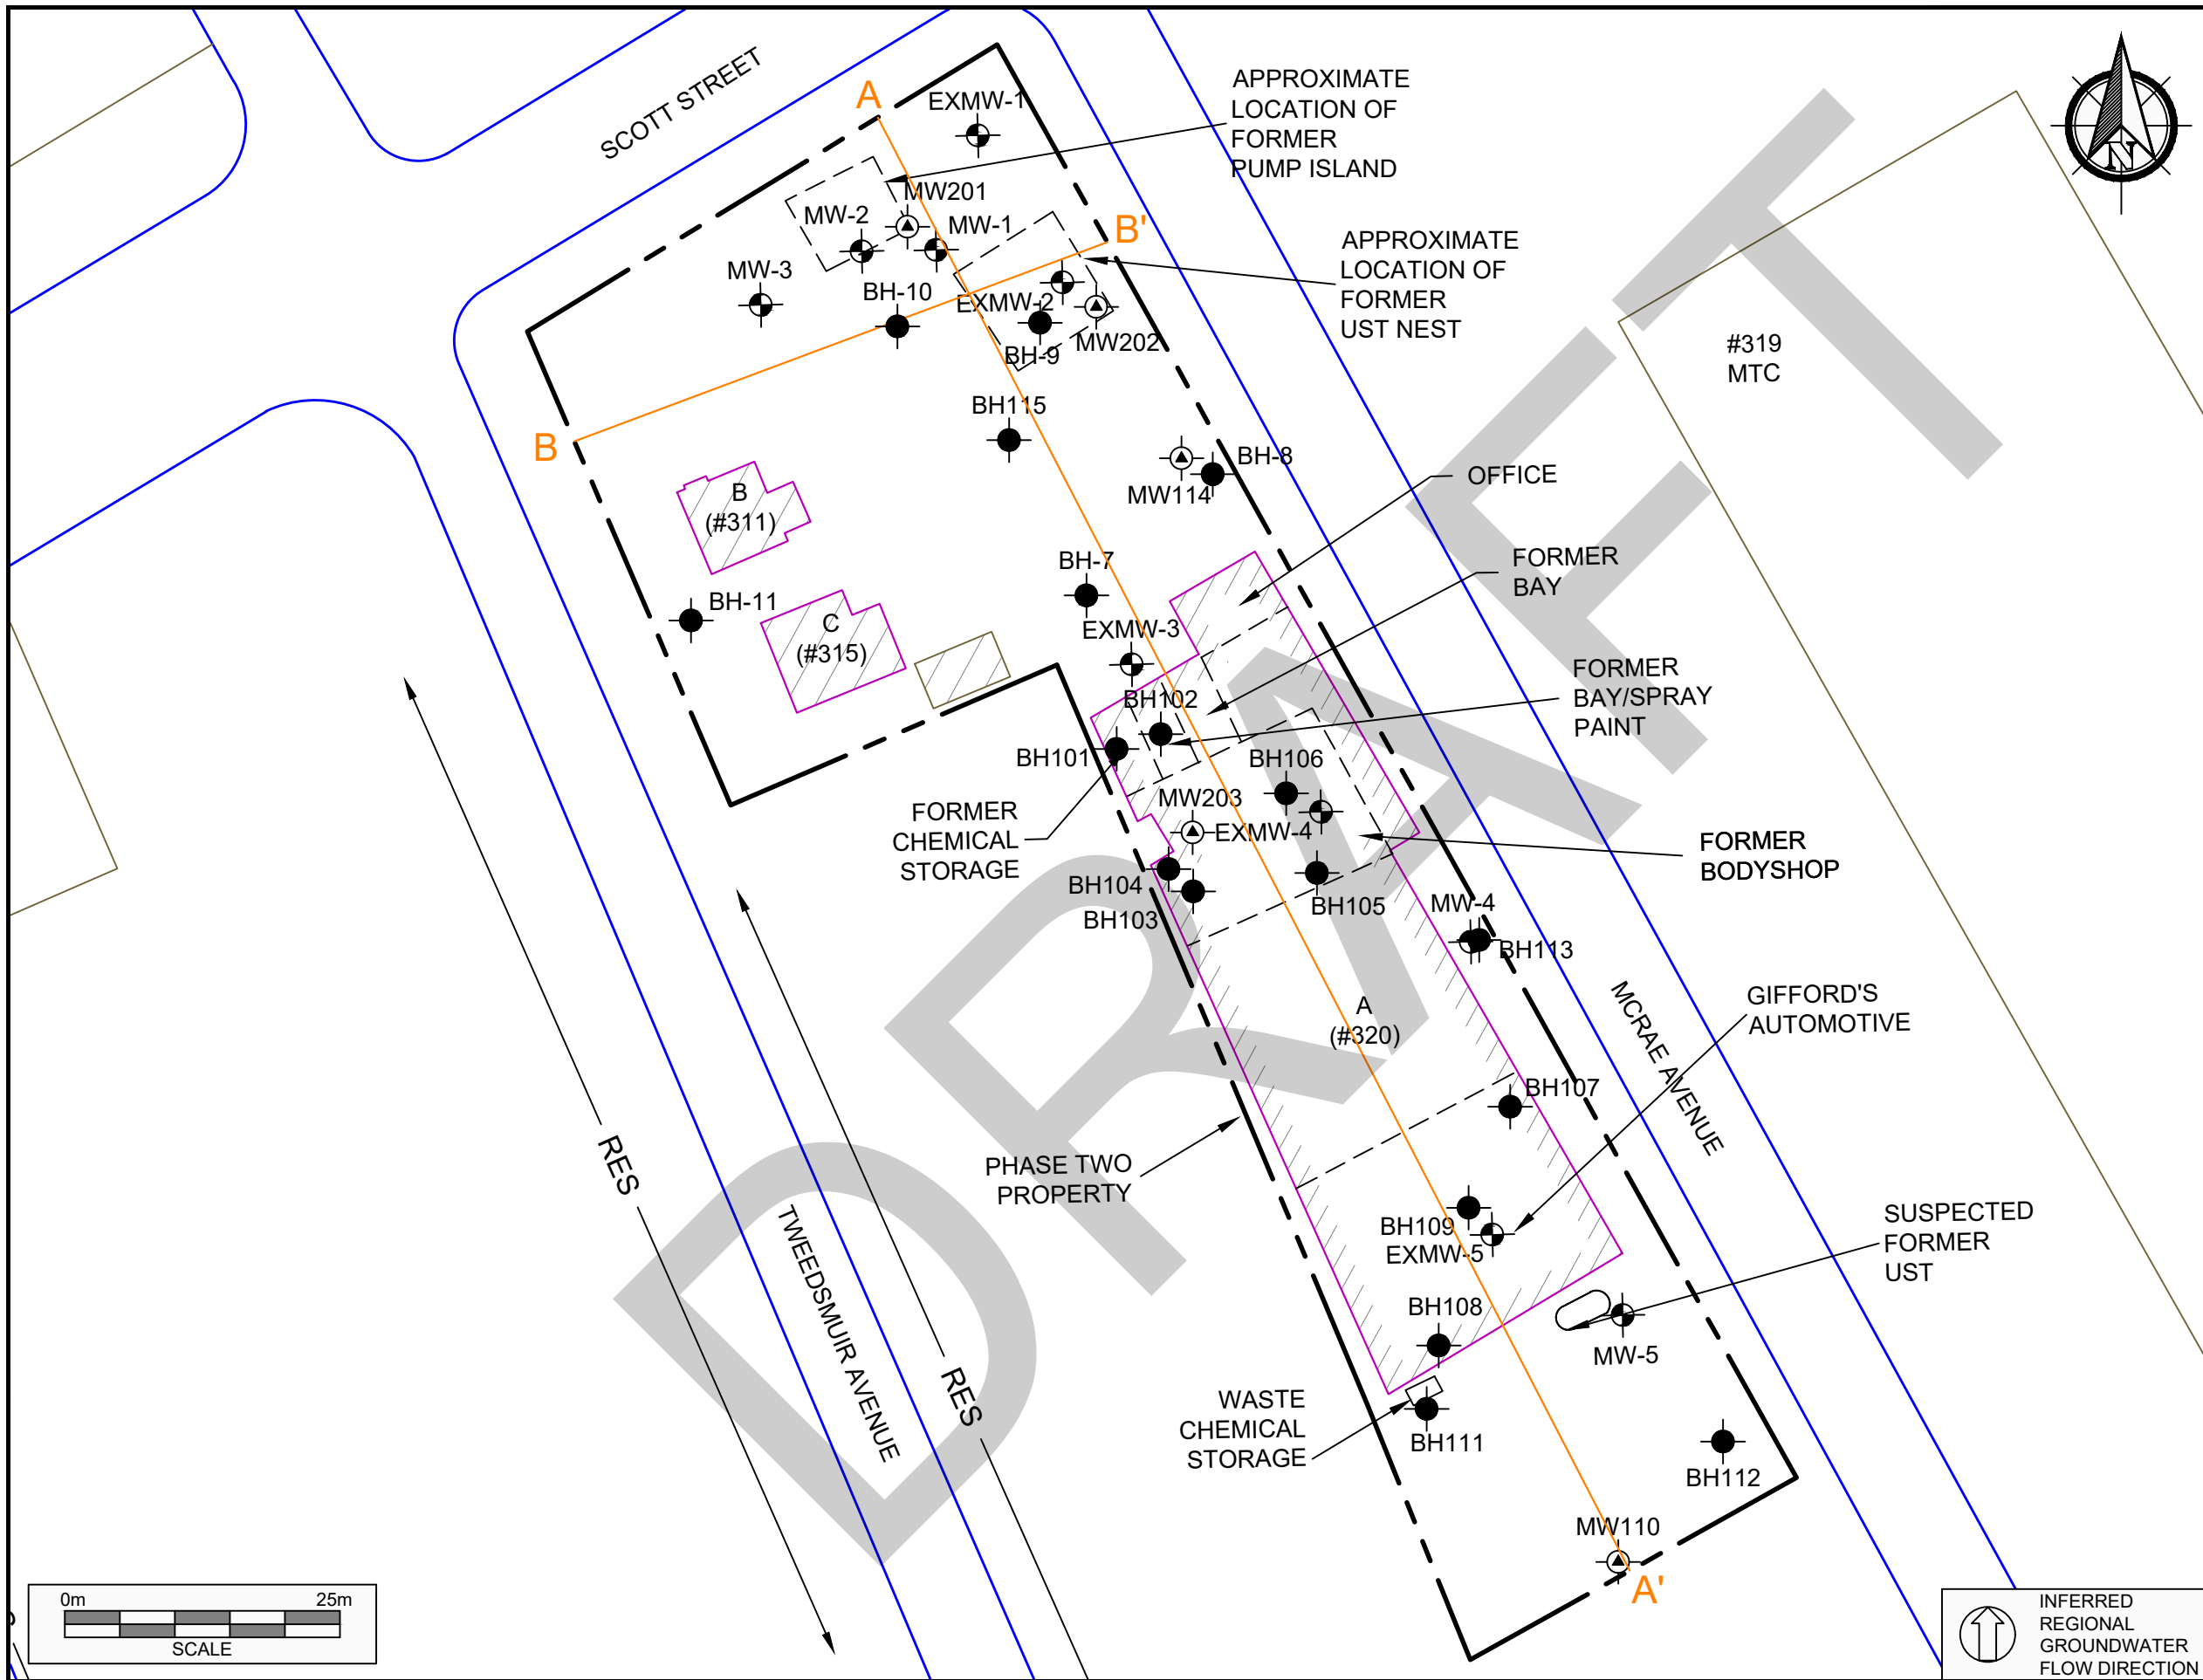 SCOTT STREET
A
EXMW-1
APPROXIMATE
LOCATION OF
FORMER
PUMP ISLAND
N
MW201
MW-2
MW-1
B'
APPROXIMATE
LOCATION OF
FORMER
UST NEST
MW-3
BH-10
EXMW-2
BH-9
MW202
#319
MTC
BH115
B
BH-8
MW114
OFFICE
B
(#311)
BH-7
FORMER
BAY
BH-11
C
(#315)
EXMW-3
FORMER
BAY/SPRAY
PAINT
BH102
BH101
BH106
FORMER
CHEMICAL
STORAGE
MW203
EXMW-4
FORMER
BODYSHOP
BH104
BH103
BH105
MW-4
BH113
A
(#320)
MCRAE AVENUE
GIFFORD'S
AUTOMOTIVE
BH107
RES
PHASE TWO
PROPERTY
BH109
EXMW-5
SUSPECTED
FORMER
UST
TWEEDSMUIR AVENUE
RES
BH108
MW-5
WASTE
CHEMICAL
STORAGE
BH111
BH112
MW110
A'
0m 25m
SCALE
INFERRED
REGIONAL
GROUNDWATER
FLOW DIRECTION
DRAFT